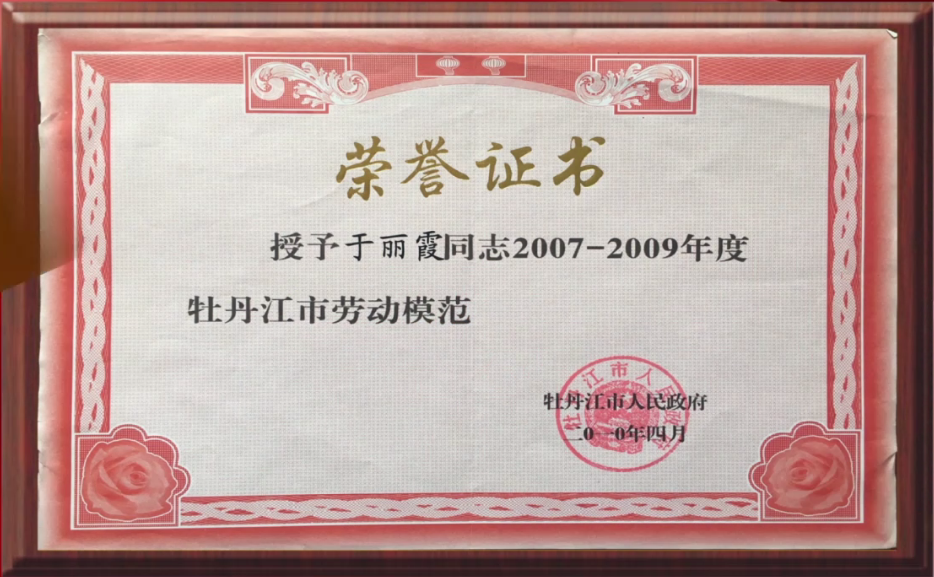 荣誉证书
授予于丽霞同志2007-2009年度
牡丹江市劳动模范
牡丹江市人民政府
二0一0年四月